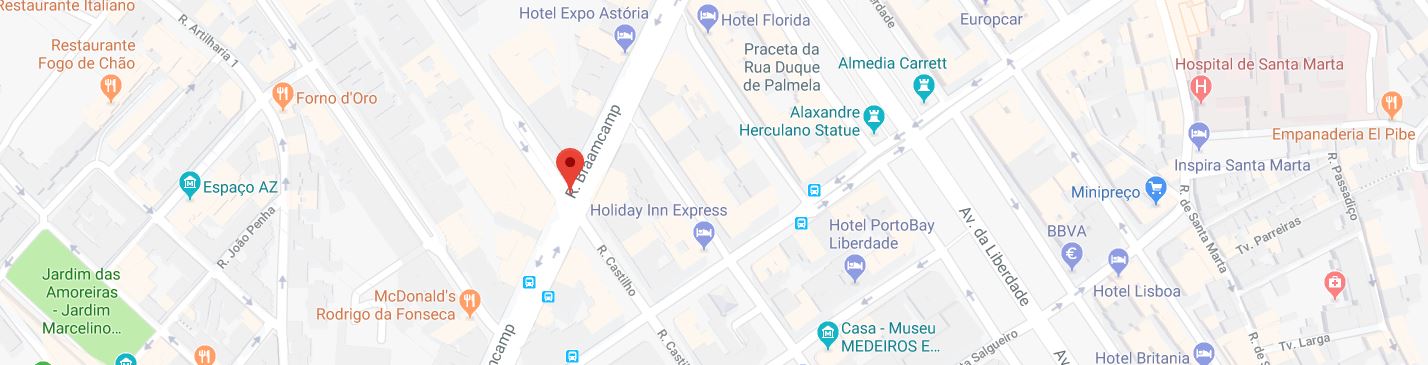 Restaurante Italiano
R. Artilharia 1
Restaurante
Fogo de Chão
Forno d'Oro
Espaço AZ
R. João Penha
Jardim das
Amoreiras
- Jardim
Marcelino...
McDonald's
Rodrigo da Fonseca
Hotel Expo Astória
Hotel Florida
R. Braamcamp
Holiday Inn Express
R. Castilho
Praceta da
Rua Duque
de Palmela
Almedia Carrett
Alaxandre
Herculano Statue
Hotel PortoBay
Liberdade
Casa - Museu
MEDEIROS E...
Europcar
Av. da Liberdade
Hospital de Santa Marta
H
Empanaderia El Pibe
Inspira Santa Marta
Minipreço
R. de Santa Marta
R. Passadiço
Tv. Parreiras
BBVA
€
Hotel Lisboa
Hotel Britania
Tv. Larga